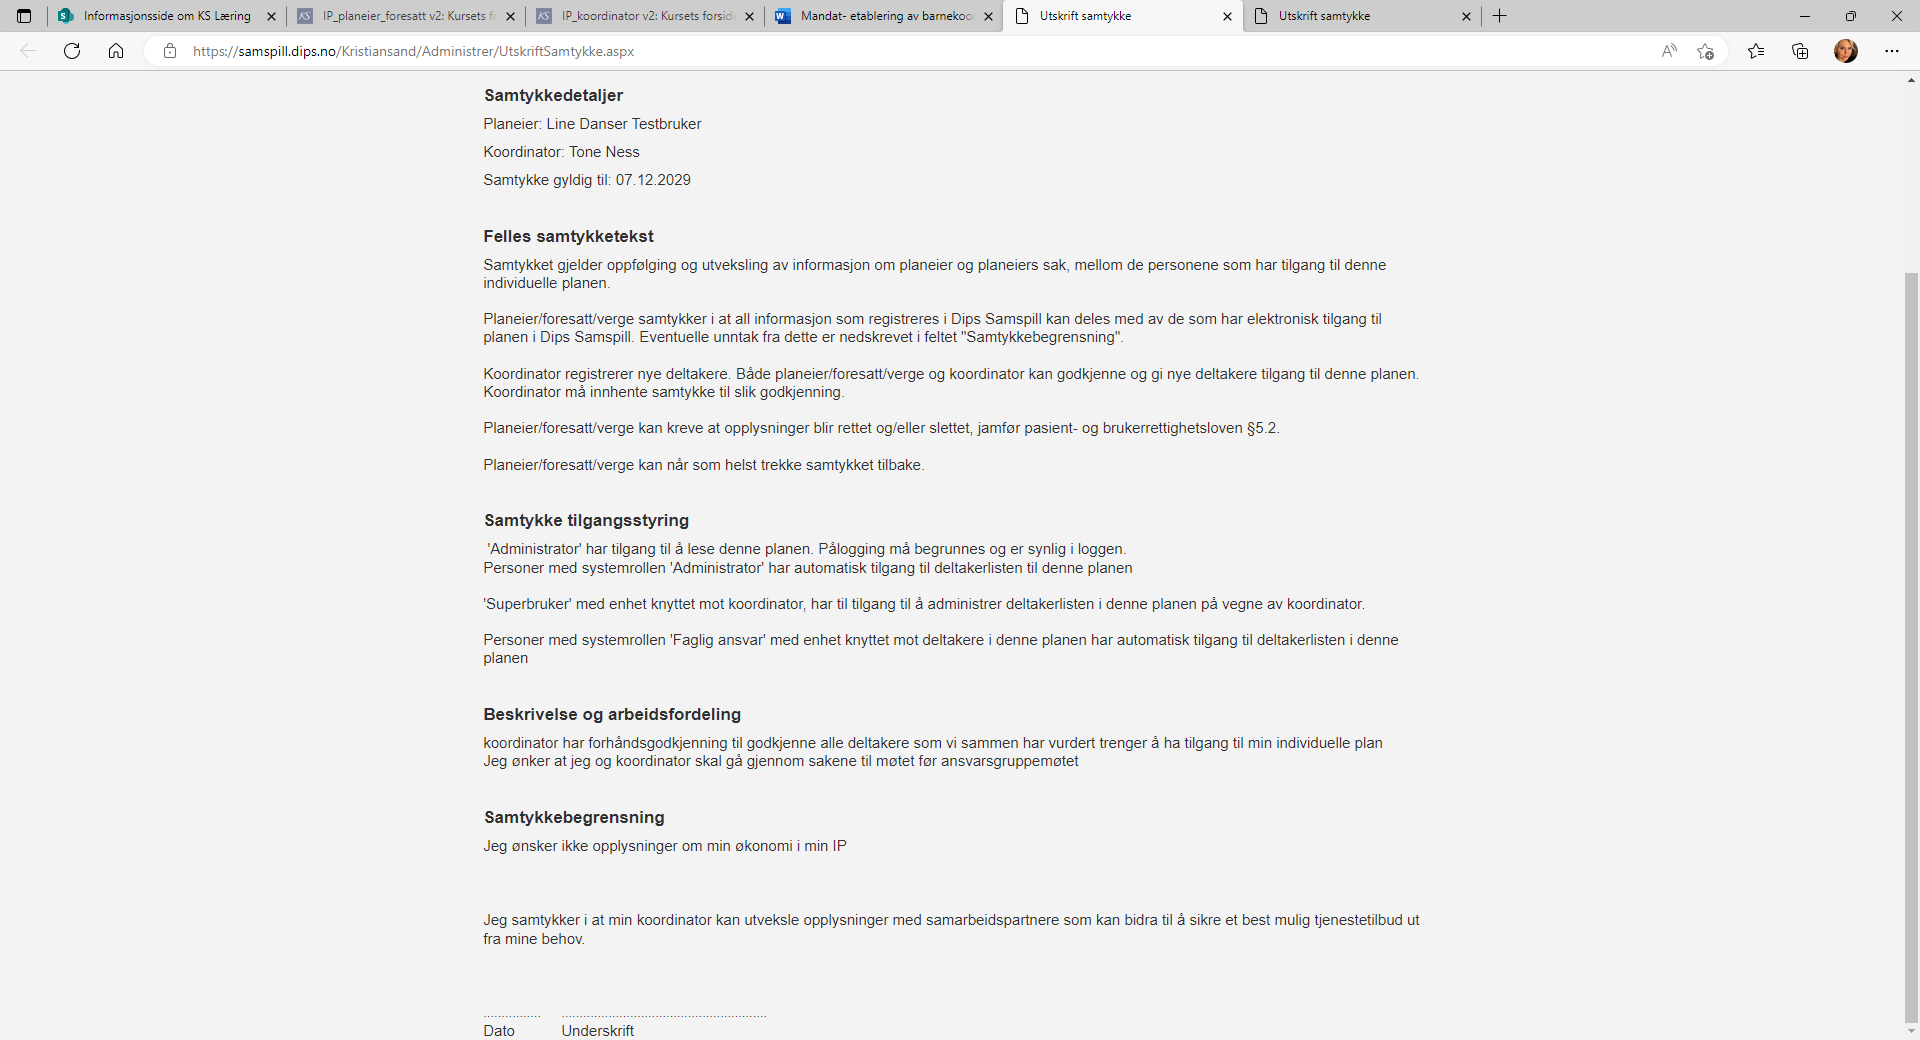 Informasjonsside om KS Læring
IP_planeier_foresatt v2: Kursets fo
IP_koordinator v2: Kursets forside
Mandat- etablering av barnekoor
Utskrift samtykke
Utskrift samtykke
https://samspill.dips.no/Kristiansand/Administrer/UtskriftSamtykke.aspx
Samtykkedetaljer
Planeier: Line Danser Testbruker
Koordinator: Tone Ness
Samtykke gyldig til: 07.12.2029
Felles samtykketekst
Samtykket gjelder oppfølging og utveksling av informasjon om planeier og planeiers sak, mellom de personene som har tilgang til denne
individuelle planen.
Planeier/foresatt/verge samtykker i at all informasjon som registreres i Dips Samspill kan deles med av de som har elektronisk tilgang til
planen i Dips Samspill. Eventuelle unntak fra dette er nedskrevet i feltet "Samtykkebegrensning".
Koordinator registrerer nye deltakere. Både planeier/foresatt/verge og koordinator kan godkjenne og gi nye deltakere tilgang til denne planen.
Koordinator må innhente samtykke til slik godkjenning.
Planeier/foresatt/verge kan kreve at opplysninger blir rettet og/eller slettet, jamfør pasient- og brukerrettighetsloven §5.2.
Planeier/foresatt/verge kan når som helst trekke samtykket tilbake.
Samtykke tilgangsstyring
'Administrator' har tilgang til å lese denne planen. Pålogging må begrunnes og er synlig i loggen.
Personer med systemrollen 'Administrator' har automatisk tilgang til deltakerlisten til denne planen
'Superbruker' med enhet knyttet mot koordinator, har til tilgang til å administrer deltakerlisten i denne planen på vegne av koordinator.
Personer med systemrollen 'Faglig ansvar' med enhet knyttet mot deltakere i denne planen har automatisk tilgang til deltakerlisten i denne
planen
Beskrivelse og arbeidsfordeling
koordinator har forhåndsgodkjenning til godkjenne alle deltakere som vi sammen har vurdert trenger å ha tilgang til min individuelle plan
Jeg ønker at jeg og koordinator skal gå gjennom sakene til møtet før ansvarsgruppemøtet
Samtykkebegrensning
Jeg ønsker ikke opplysninger om min økonomi i min IP
Jeg samtykker i at min koordinator kan utveksle opplysninger med samarbeidspartnere som kan bidra til å sikre et best mulig tjenestetilbud ut
fra mine behov.
Dato Underskrift